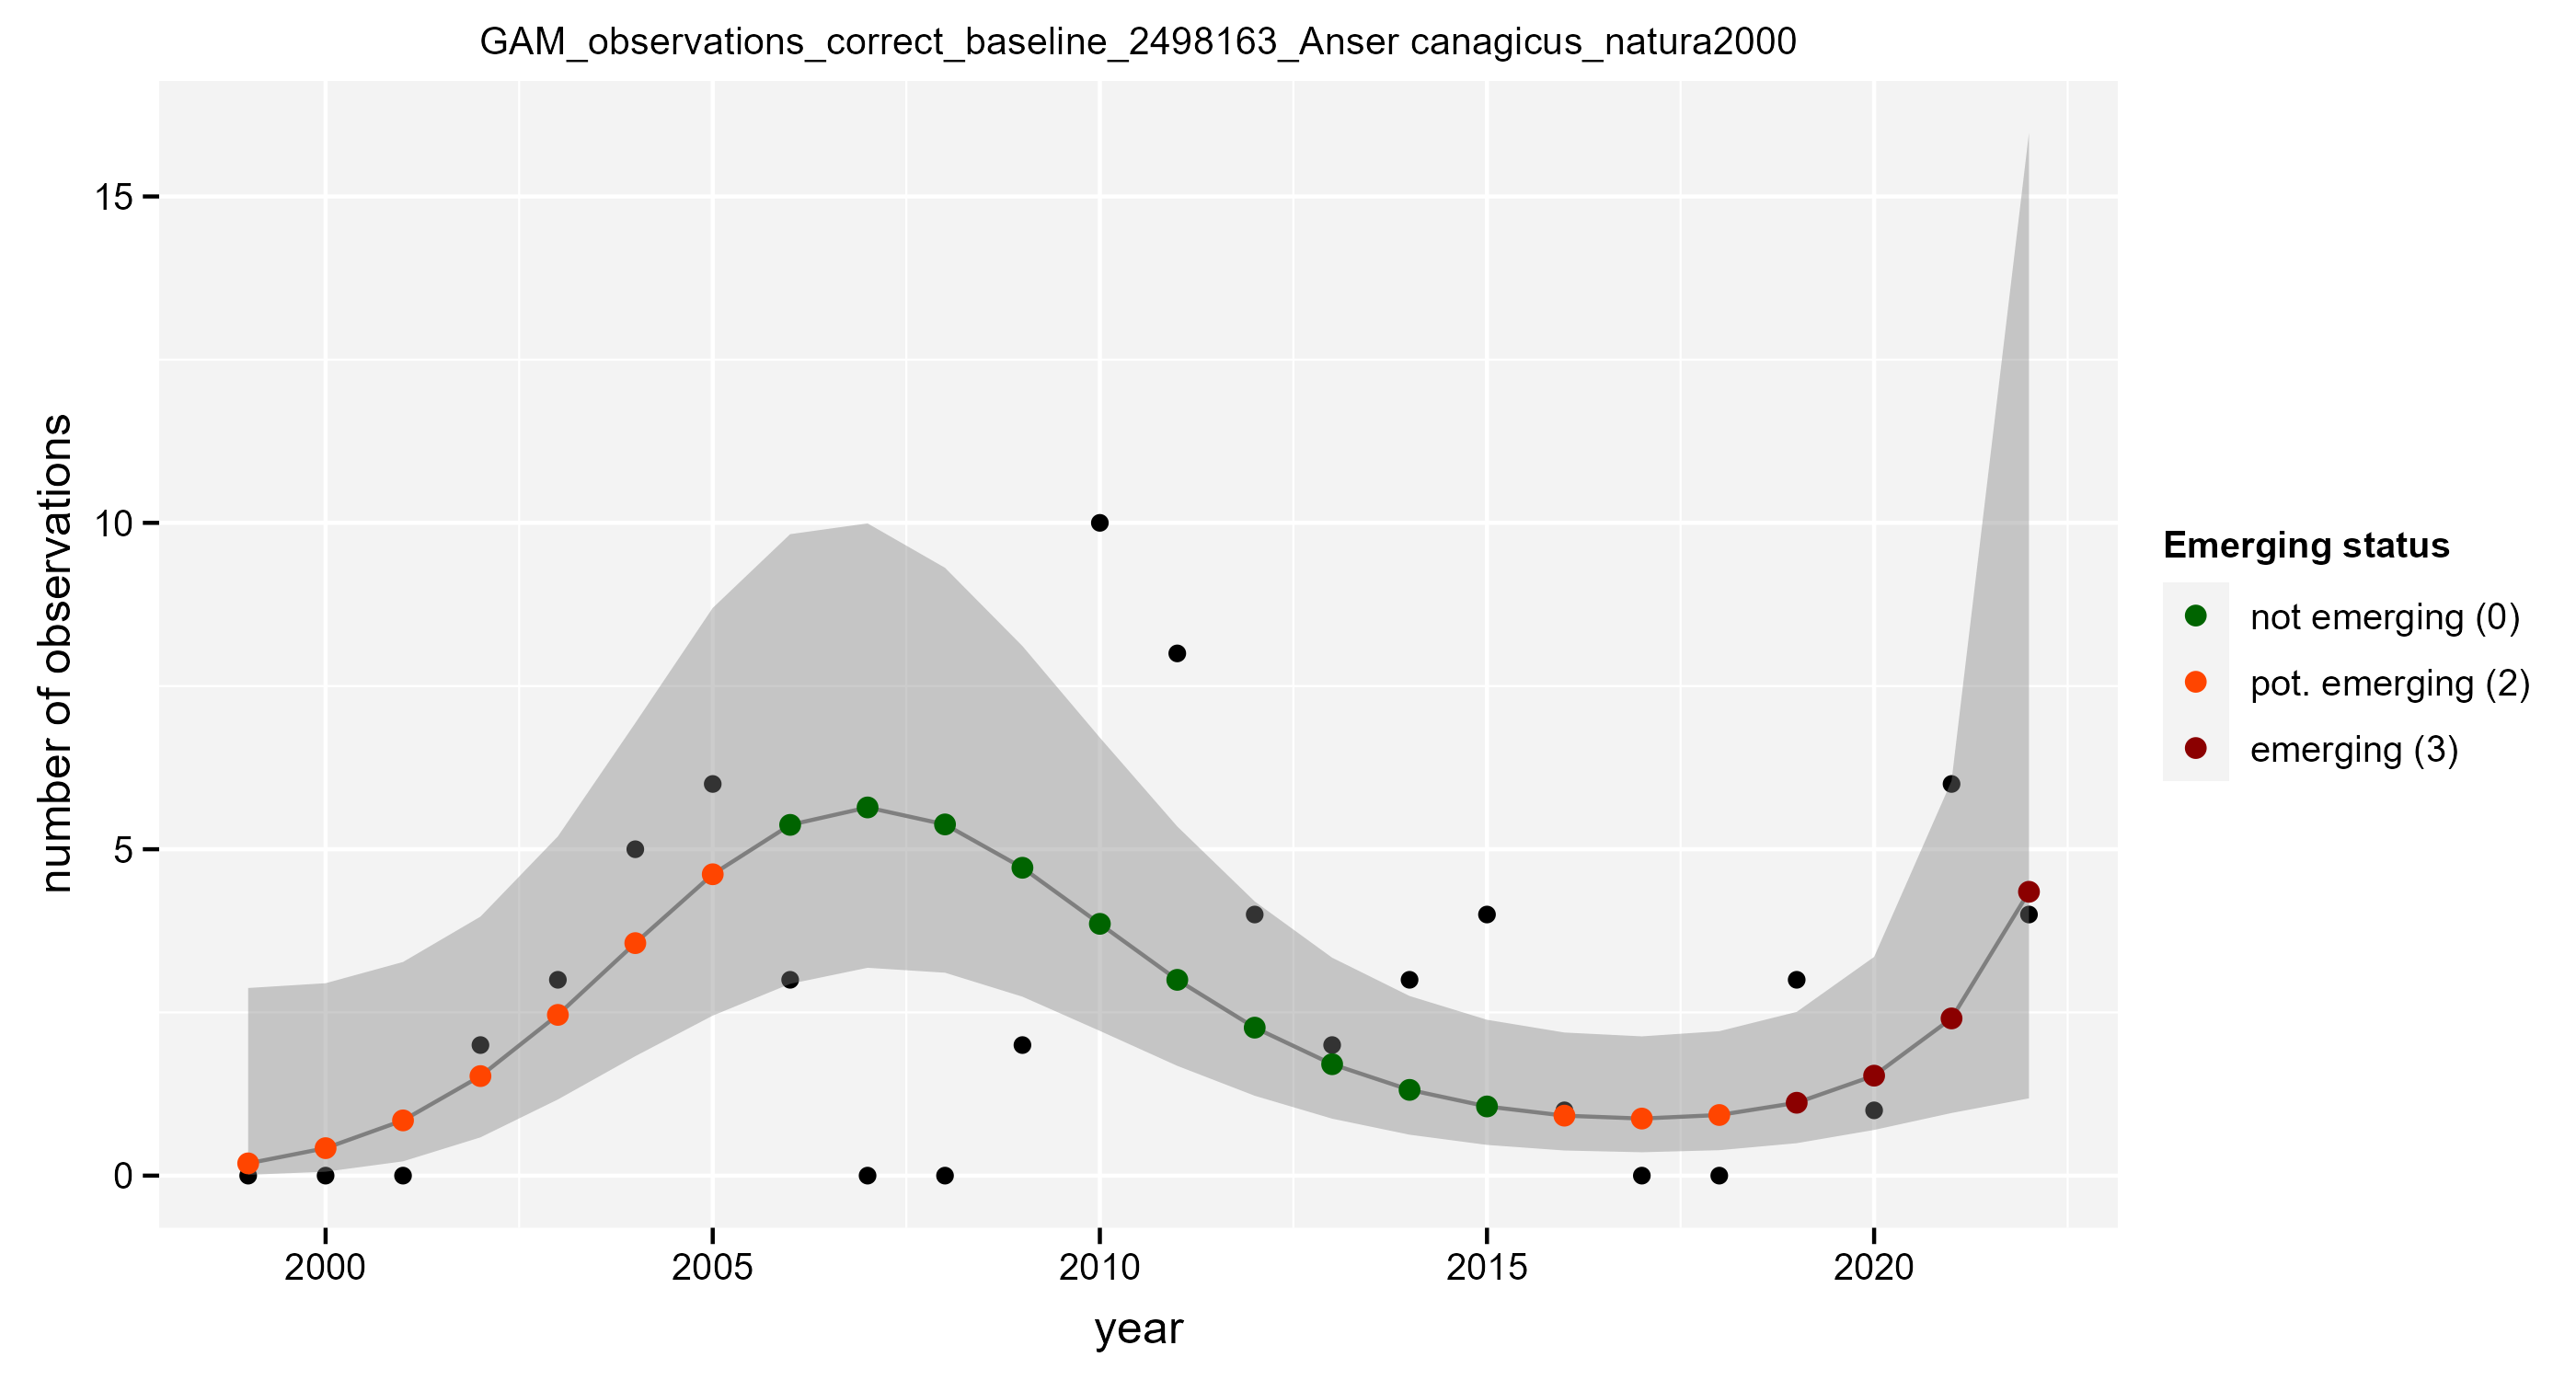 GAM_observations_correct_baseline_2498163_Anser canagicus_natura2000
number of observations
15
10
5
0
2000
2005
2010
2015
2020
year
Emerging status
not emerging (0)
pot. emerging (2)
emerging (3)